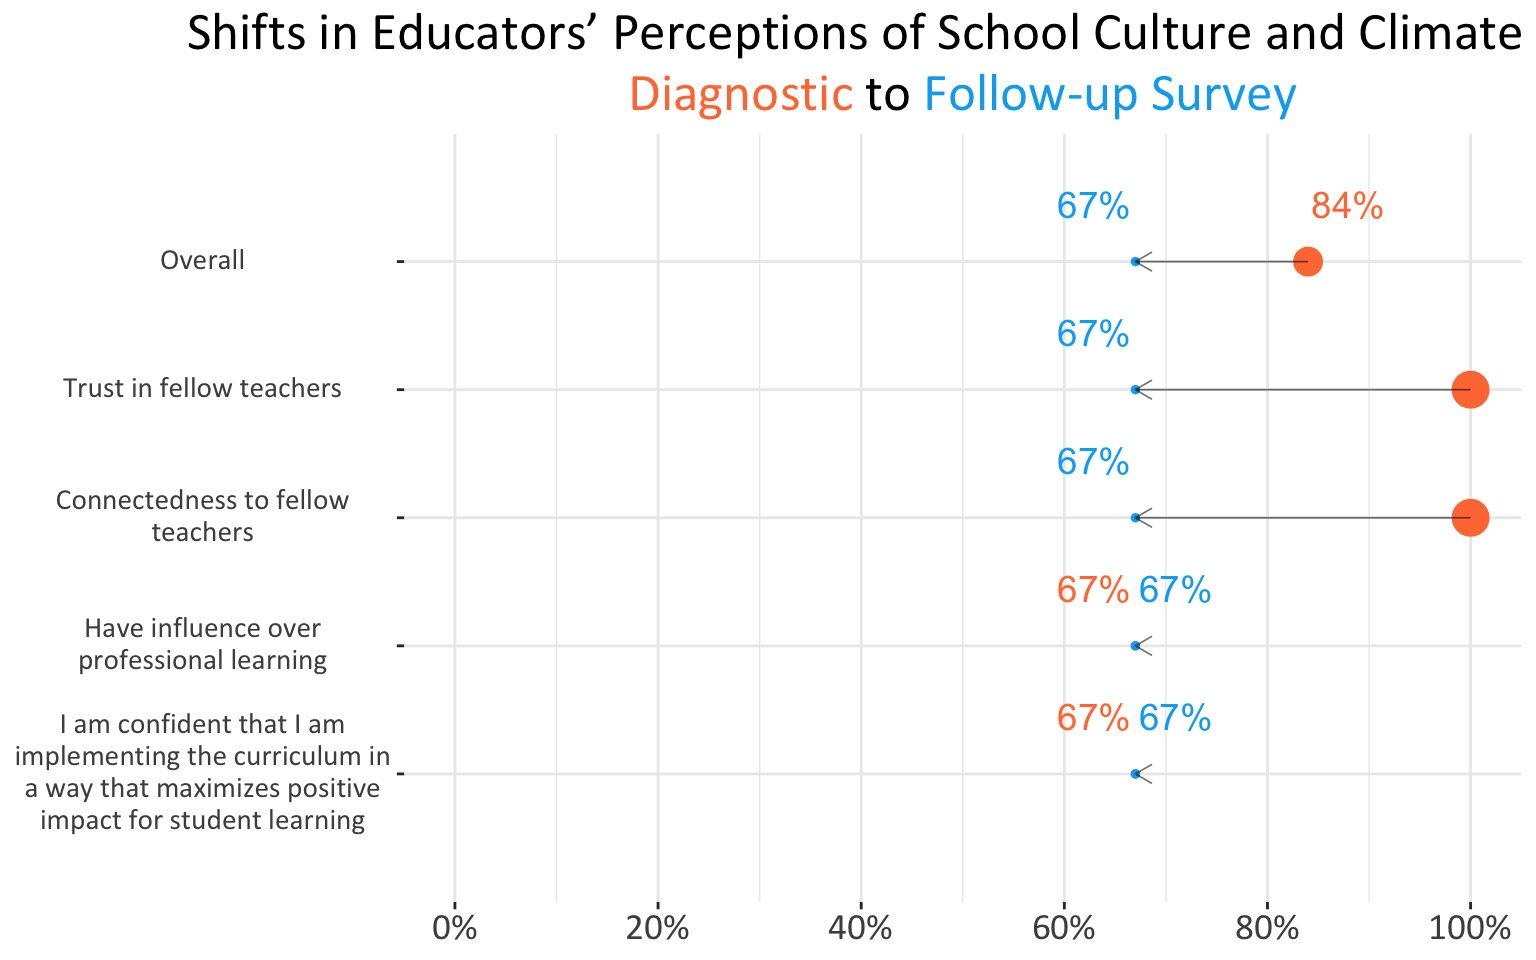 Shifts in Educators’ Perceptions of School Culture and Climate
Diagnostic to Follow-up Survey
67% 84%
Overall
67%
Trust in fellow teachers
67%
Connectedness to fellow
teachers
67% 67%
Have influence over
professional learning
67% 67%
I am confident that I am
implementing the curriculum in
a way that maximizes positive
impact for student learning
0% 20% 40% 60% 80% 100%